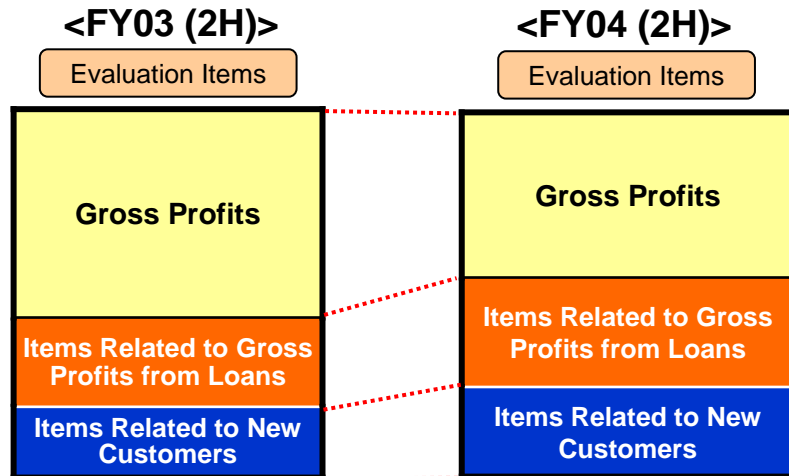 <FY03 (2H)>
Evaluation Items
Gross Profits
Items Related to Gross
Profits from Loans
Items Related to New
Customers
<FY04 (2H)>
Evaluation Items
Gross Profits
Items Related to Gross
Profits from Loans
Items Related to New
Customers